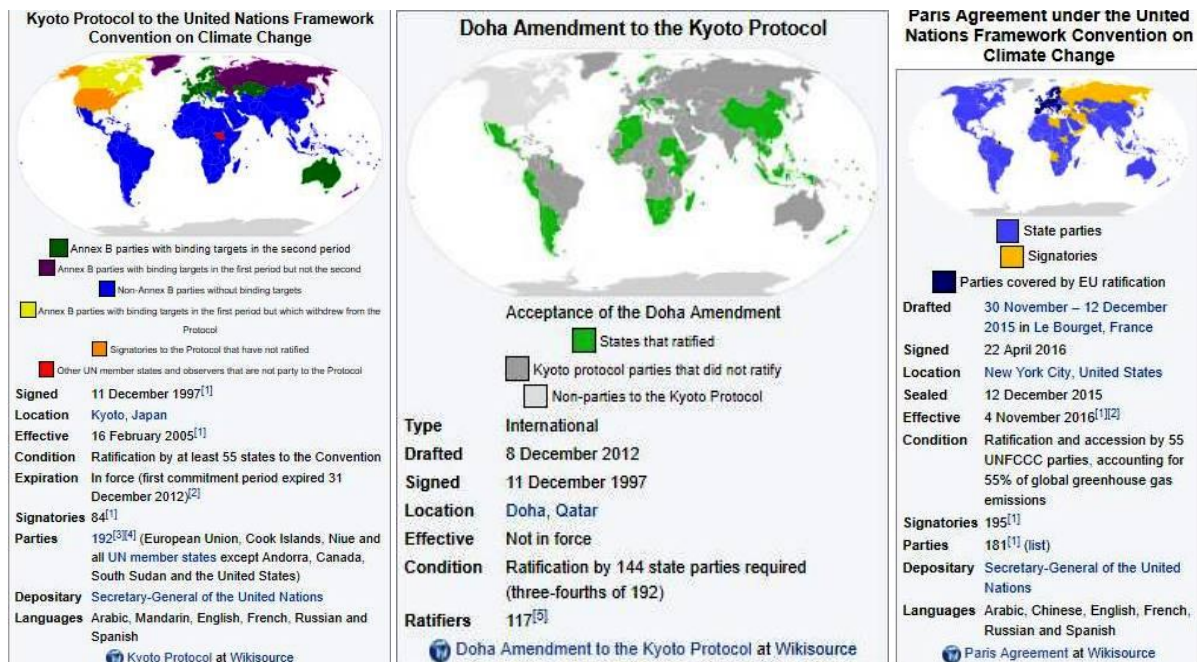 Kyoto Protocol to the United Nations Framework
Convention on Climate Change
Annex B parties with binding targets in the second period
Annex B parties with binding targets in the first period but not the second
Non-Annex B parties without binding targets
Annex B parties with binding targets in the first period but which withdrew from the
Protocol
Signatories to the Protocol that have not ratified
Other UN member states and observers that are not party to the Protocol
Signed 11 December 1997[1]
Location Kyoto, Japan
Effective 16 February 2005[1]
Condition Ratification by at least 55 states to the Convention
Expiration In force (first commitment period expired 31
December 2012)[2]
Signatories 84[1]
Parties 192[3][4] (European Union, Cook Islands, Niue and
all UN member states except Andorra, Canada,
South Sudan and the United States)
Depositary Secretary-General of the United Nations
Languages Arabic, Mandarin, English, French, Russian and
Spanish
Kyoto Protocol at Wikisource
Doha Amendment to the Kyoto Protocol
Acceptance of the Doha Amendment
States that ratified
Kyoto protocol parties that did not ratify
Non-parties to the Kyoto Protocol
Type International
Drafted 8 December 2012
Signed 11 December 1997
Location Doha, Qatar
Effective Not in force
Condition Ratification by 144 state parties required
(three-fourths of 192)
Ratifiers 117[5]
Doha Amendment to the Kyoto Protocol at Wikisource
Paris Agreement under the United
Nations Framework Convention on
Climate Change
State parties
Signatories
Parties covered by EU ratification
Drafted 30 November – 12 December
2015 in Le Bourget, France
Signed 22 April 2016
Location New York City, United States
Sealed 12 December 2015
Effective 4 November 2016[1][2]
Condition Ratification and accession by 55
UNFCCC parties, accounting for
55% of global greenhouse gas
emissions
Signatories 195[1]
Parties 181[1] (list)
Depositary Secretary-General of the United
Nations
Languages Arabic, Chinese, English, French,
Russian and Spanish
Paris Agreement at Wikisource